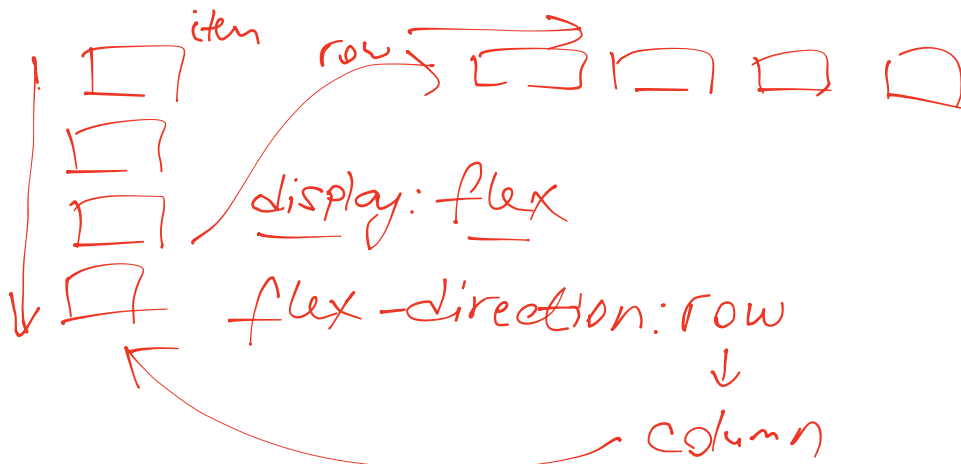 item
row
display: flex
flex-direction: row
column